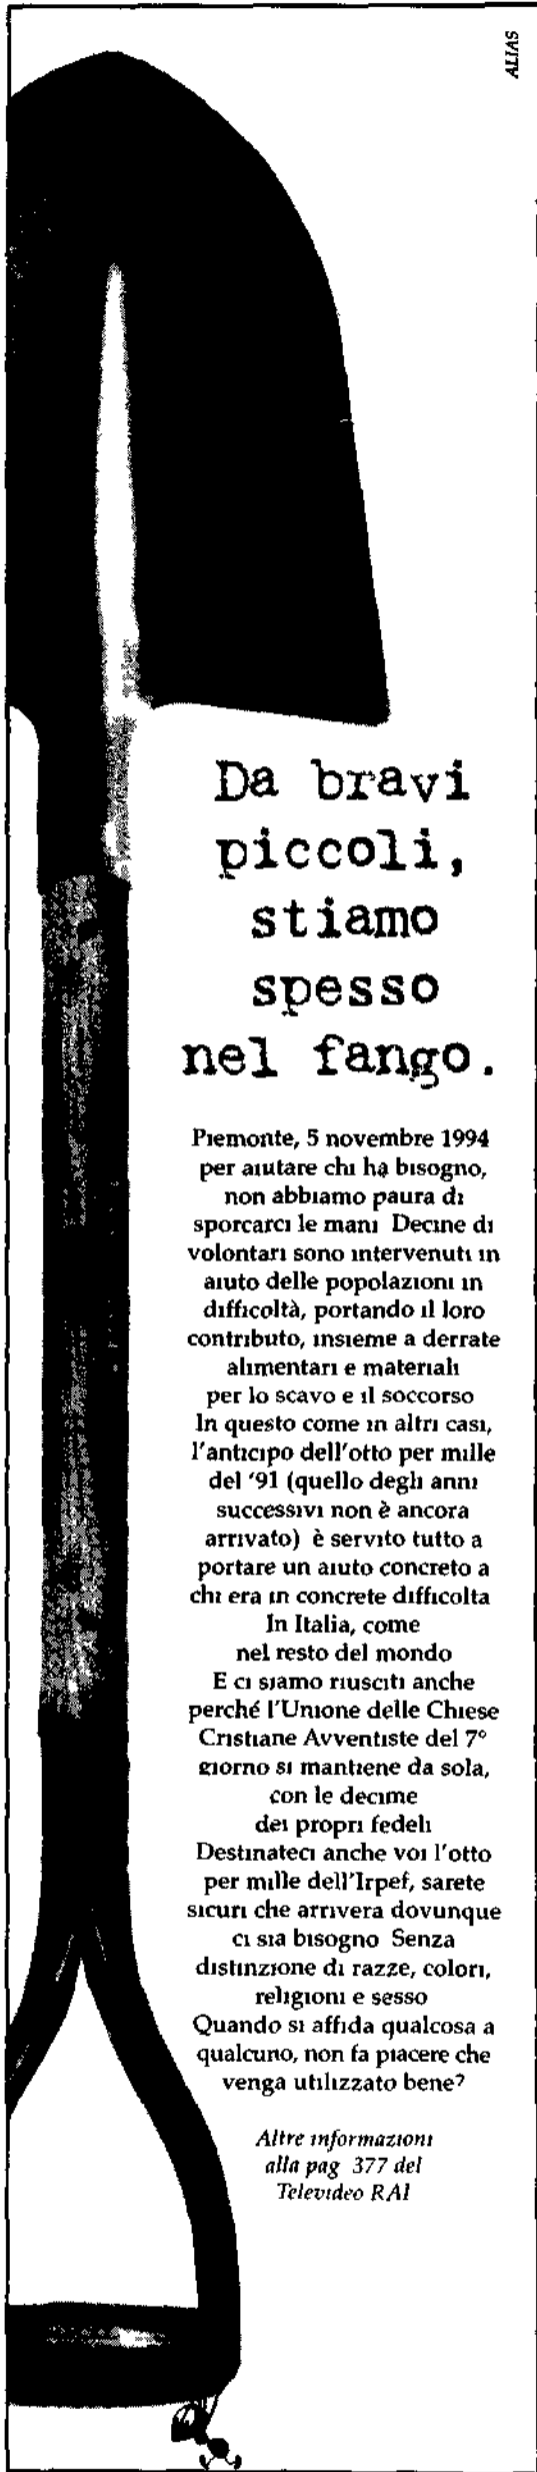 ALIAS
Da bravi
piccoli,
stiamo
spesso
nel fango.
Piemonte, 5 novembre 1994
per aiutare chi ha bisogno,
non abbiamo paura di
sporcarci le mani Decine di
volontari sono intervenuti in
aiuto delle popolazioni in
difficoltà, portando il loro
contributo, insieme a derrate
alimentari e materiali
per lo scavo e il soccorso
In questo come in altri casi,
l'anticipo dell'otto per mille
del '91 (quello degli anni
successivi non è ancora
arrivato) è servito tutto a
portare un aiuto concreto a
chi era in concrete difficolta
In Italia, come
nel resto del mondo
E ci siamo riusciti anche
perché l'Unione delle Chiese
Cristiane Avventiste del 7°
giorno si mantiene da sola,
con le decime
dei propri fedeli
Destinateci anche voi l'otto
per mille dell'Irpef, sarete
sicuri che arrivera dovunque
ci sia bisogno Senza
distinzione di razze, colori,
religioni e sesso
Quando si affida qualcosa a
qualcuno, non fa piacere che
venga utilizzato bene?
Altre informazioni
alla pag 377 del
Televideo RAI